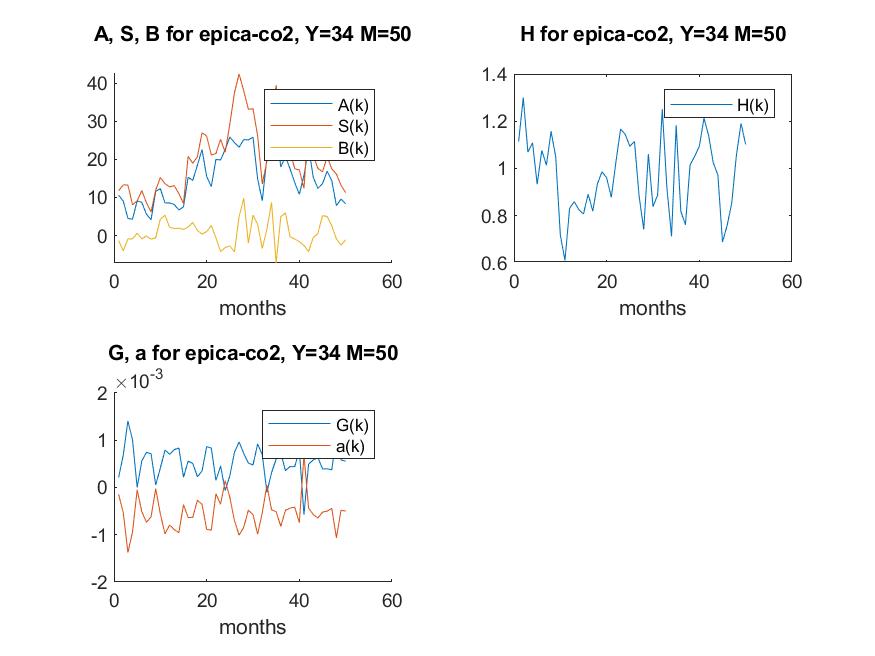 A, S, B for epica-co2, Y=34 M=50
40
30
20
10
0
A(k)
S(k)
B(k)
0 20 40 60
months
H for epica-co2, Y=34 M=50
1.4
1.2
1
0.8
0.6
H(k)
0 20 40 60
months
G, a for epica-co2, Y=34 M=50
×10-3
2
1
0
-1
-2
G(k)
a(k)
0 20 40 60
months